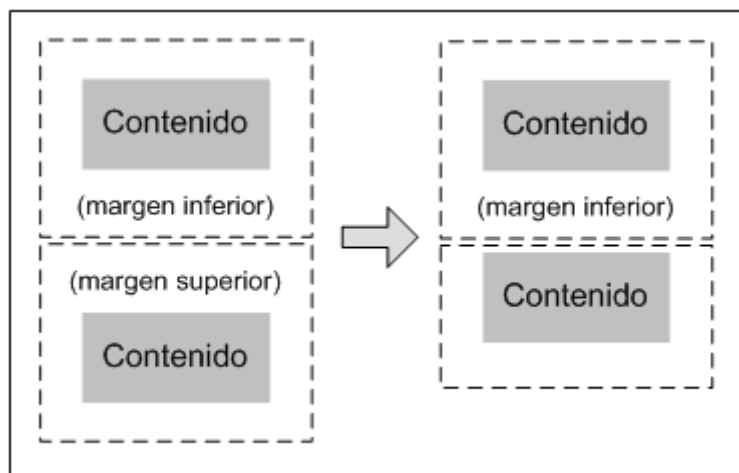 Contenido
(margen inferior)
(margen superior)
Contenido
Contenido
(margen inferior)
Contenido